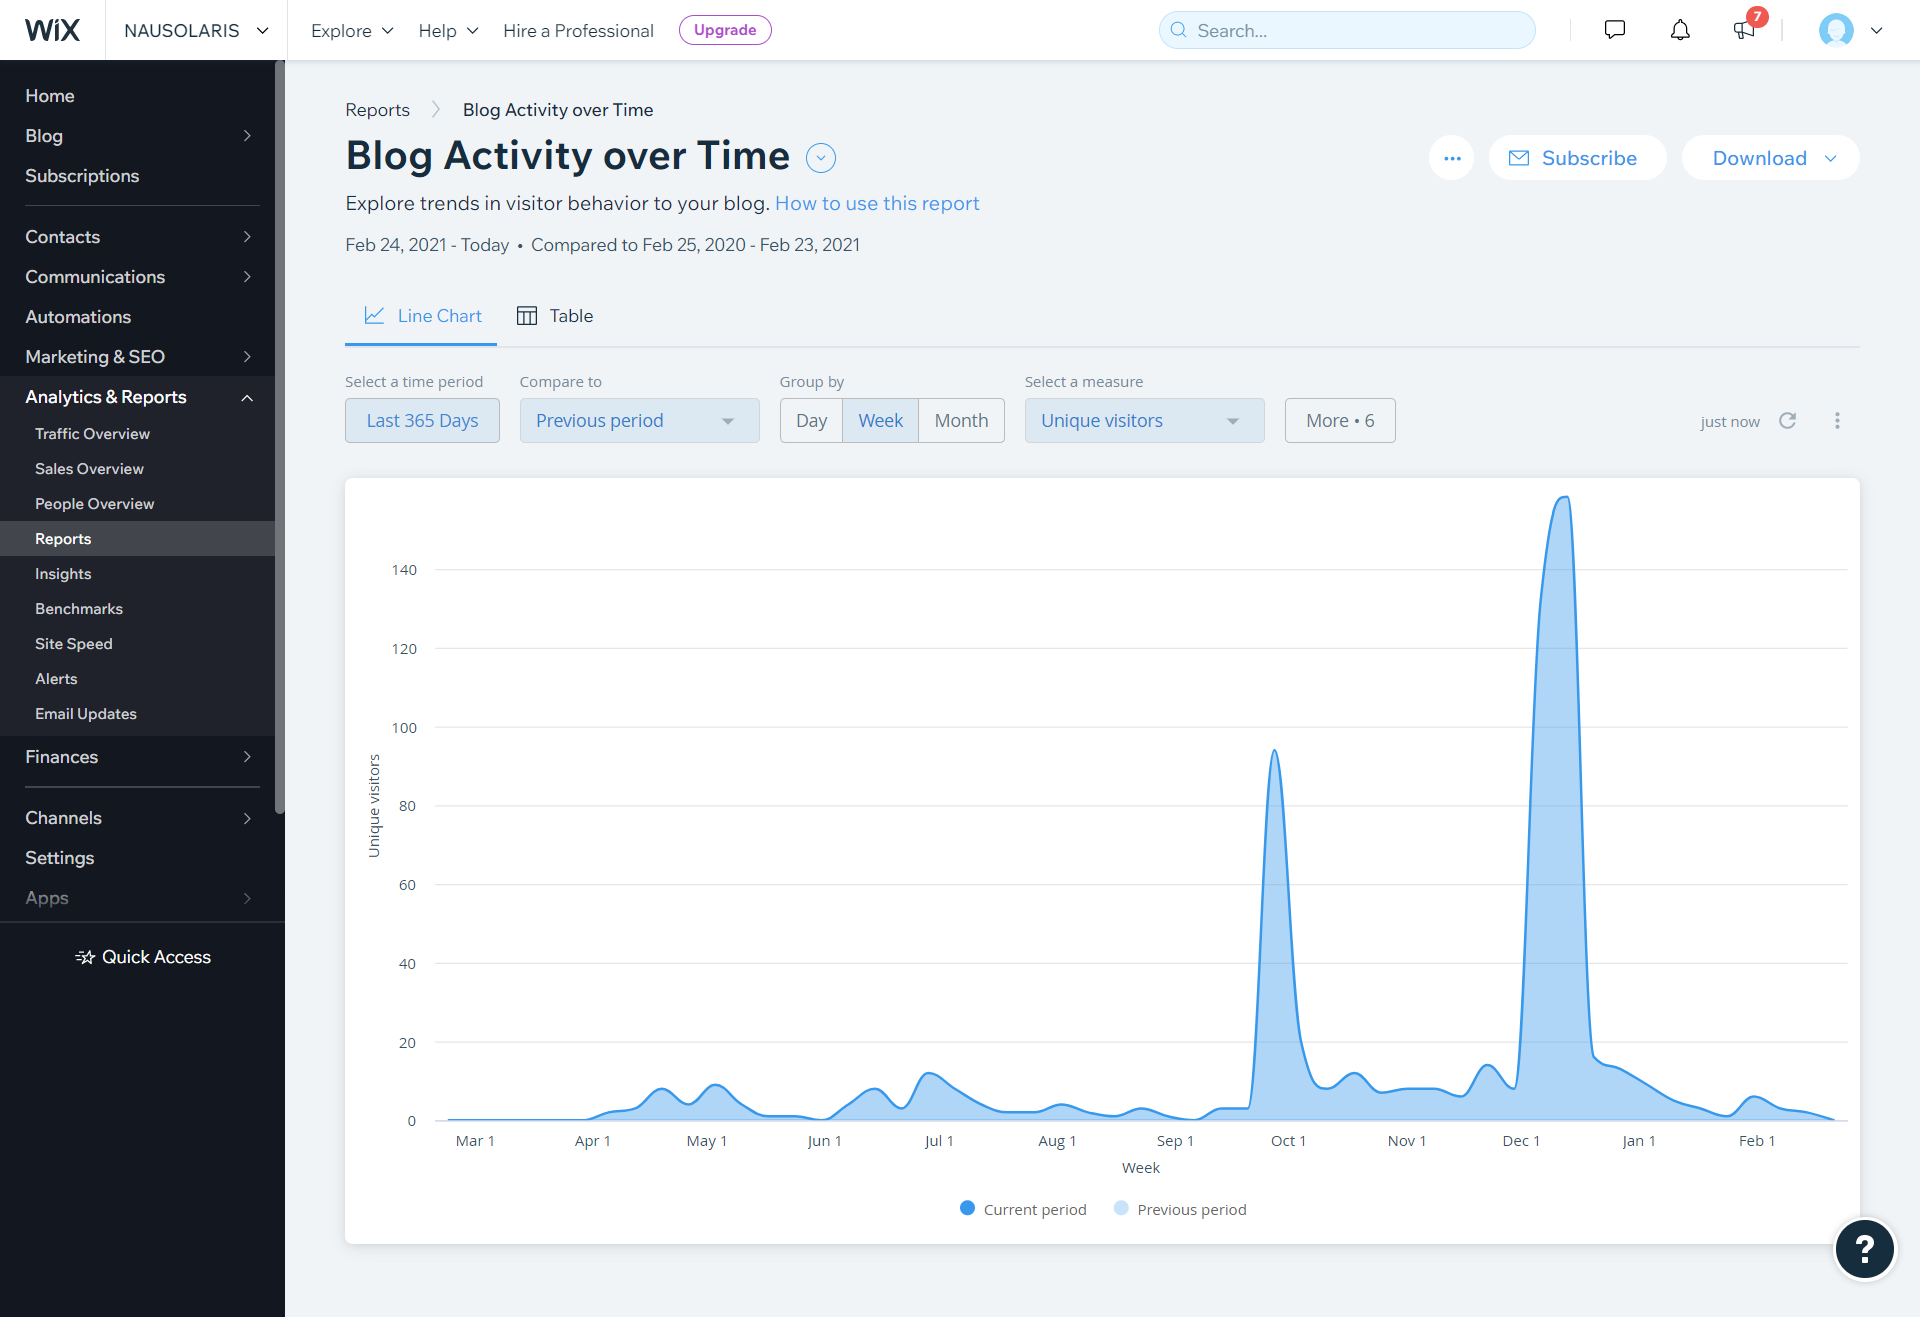 WiX NAUSOLARIS Explore Help Hire a Professional Upgrade Search... 7
Home
Blog
Subscriptions
Contacts
Communications
Automations
Marketing & SEO
Analytics & Reports
Traffic Overview
Sales Overview
People Overview
Reports
Insights
Benchmarks
Site Speed
Alerts
Email Updates
Finances
Channels
Settings
Apps
Quick Access
Reports Blog Activity over Time
Blog Activity over Time
Subscribe Download
Explore trends in visitor behavior to your blog. How to use this report
Feb 24, 2021 - Today • Compared to Feb 25, 2020 - Feb 23, 2021
Line Chart Table
Select a time period Compare to Group by Select a measure
Last 365 Days Previous period Day Week Month Unique visitors More • 6 just now
140
120
100
80
60
40
20
0
Unique visitors
Mar 1 Apr 1 May 1 Jun 1 Jul 1 Aug 1 Sep 1 Oct 1 Nov 1 Dec 1 Jan 1 Feb 1
Week
Current period Previous period
?